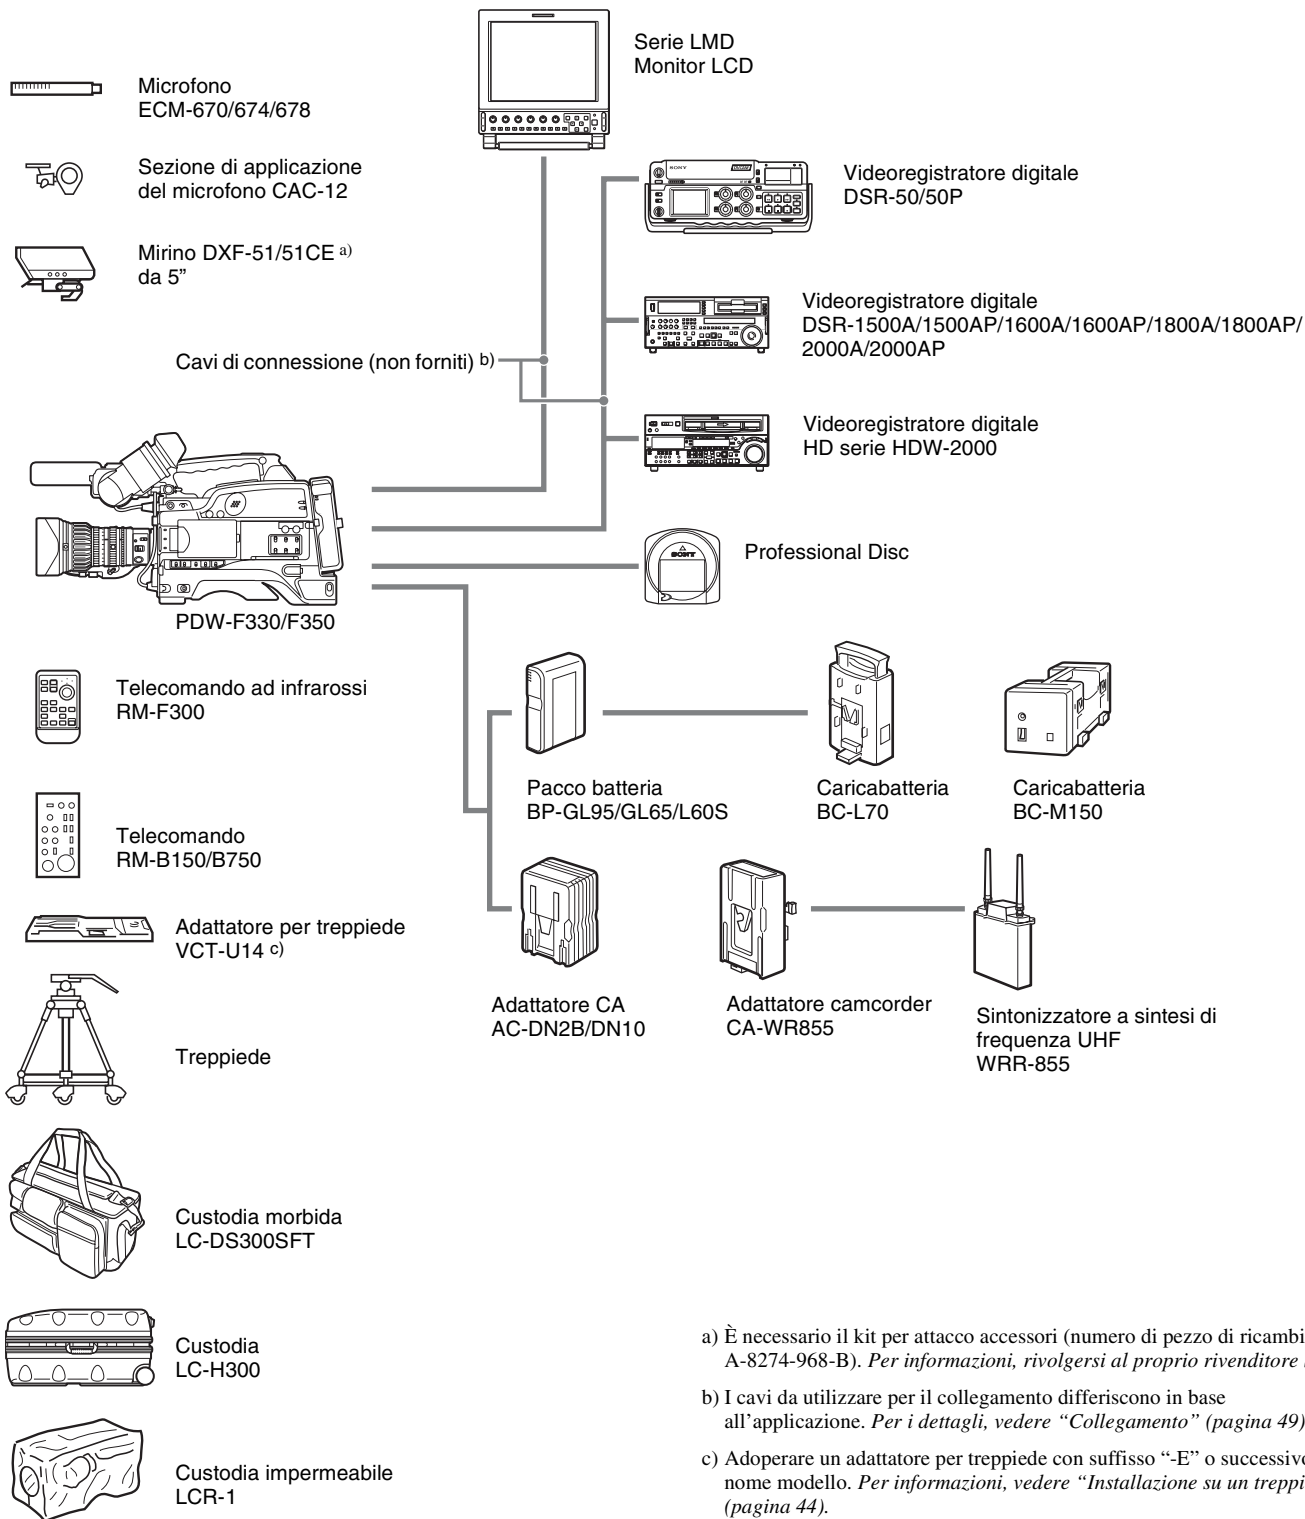 Serie LMD
Monitor LCD
Microfono
ECM-670/674/678
Sezione di applicazione
del microfono CAC-12
Mirino DXF-51/51CE a)
da 5”
Videoregistratore digitale
DSR-50/50P
SONY
Videoregistratore digitale
DSR-1500A/1500AP/1600A/1600AP/1800A/1800AP/
2000A/2000AP
Cavi di connessione (non forniti) b)
Videoregistratore digitale
HD serie HDW-2000
SONY
Professional Disc
PDW-F330/F350
Telecomando ad infrarossi
RM-F300
Pacco batteria
BP-GL95/GL65/L60S
Caricabatteria
BC-L70
Caricabatteria
BC-M150
Telecomando
RM-B150/B750
Adattatore per treppiede
VCT-U14 c)
Adattatore CA
AC-DN2B/DN10
Adattatore camcorder
CA-WR855
Sintonizzatore a sintesi di
frequenza UHF
WRR-855
Treppiede
Custodia morbida
LC-DS300SFT
Custodia
LC-H300
Custodia impermeabile
LCR-1
a) È necessario il kit per attacco accessori (numero di pezzo di ricambi
A-8274-968-B). Per informazioni, rivolgersi al proprio rivenditore
b) I cavi da utilizzare per il collegamento differiscono in base
all’applicazione. Per i dettagli, vedere “Collegamento” (pagina 49)
c) Adoperare un adattatore per treppiede con suffisso “-E” o successivo
nome modello. Per informazioni, vedere “Installazione su un treppi
(pagina 44).